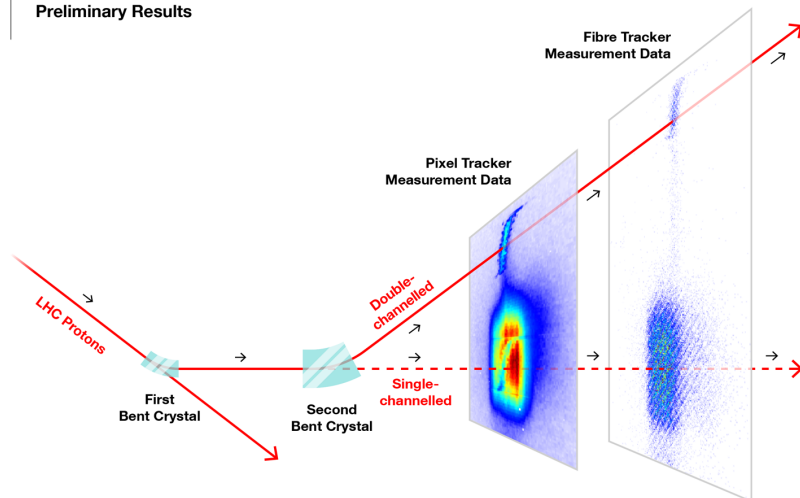 Preliminary Results
Fibre Tracker
Measurement Data
Pixel Tracker
Measurement Data
LHC Protons
Double-
channelled
Single-
channelled
First
Bent Crystal
Second
Bent Crystal